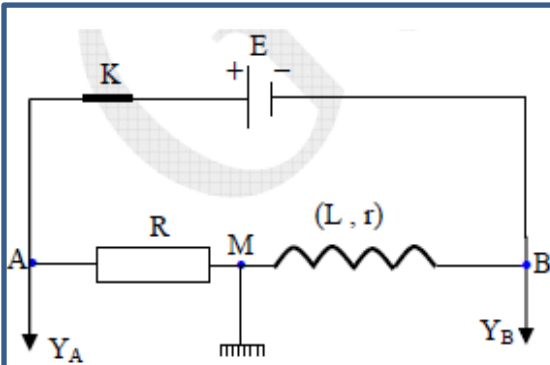 E
K + −
(L , r)
R M
A B
Y_A Y_B